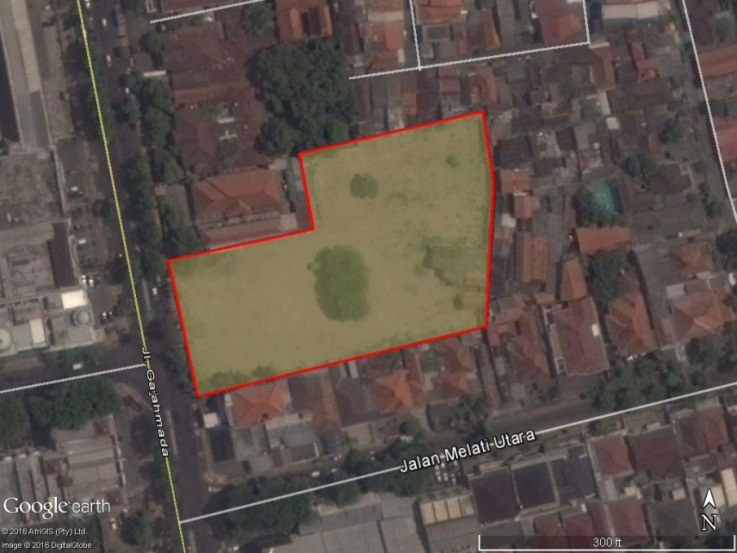 Jl Gajahmada
Jalan Melati Utara
Google earth
© 2016 AfriGIS (Pty) Ltd.
Image © 2016 DigitalGlobe
N
300 ft